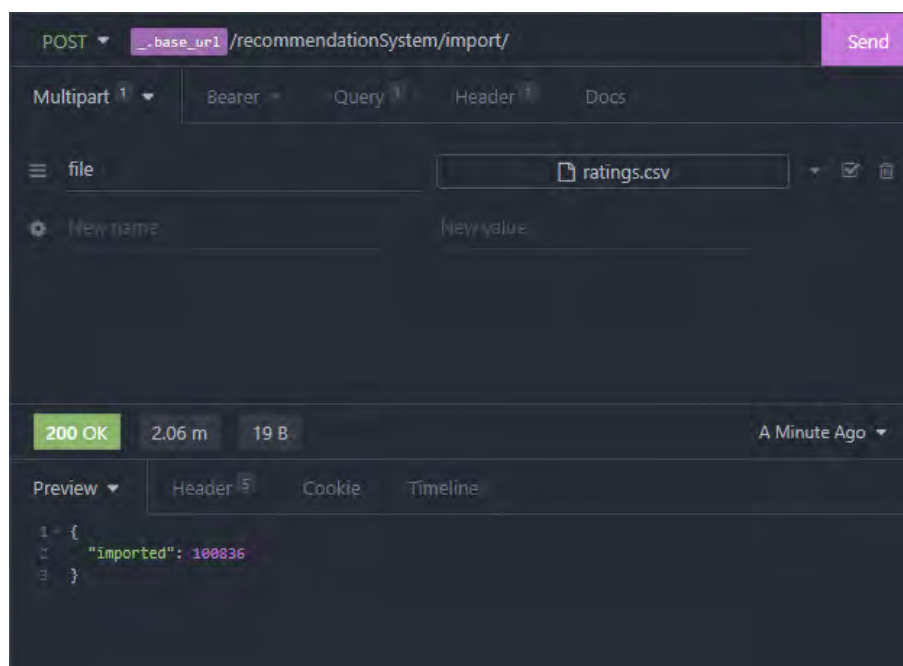 POST _.base_url /recommendationSystem/import/ Send
Multipart 1 Bearer Query 1 Header 1 Docs
file ratings.csv
New name New value
200 OK 2.06 m 19 B A Minute Ago
Preview Header 5 Cookie Timeline
1 {
2 "imported": 100836
3 }